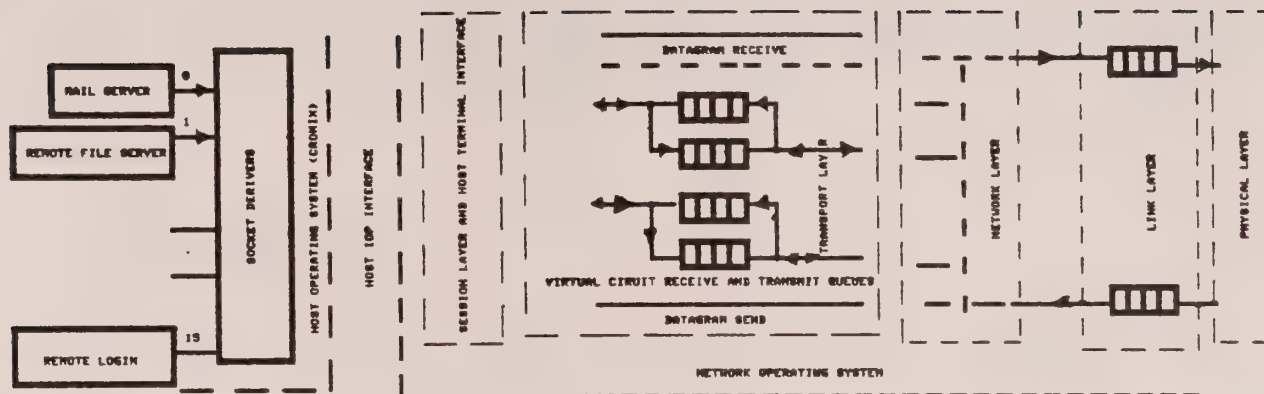 MAIL SERVER
0
REMOTE FILE SERVER
1
REMOTE LOGIN
15
SOCKET DERIVERS
HOST OPERATING SYSTEM (CROMIX)
HOST IOP INTERFACE
SESSION LAYER AND HOST TERMINAL INTERFACE
DATAGRAM RECEIVE
TRANSPORT LAYER
VIRTUAL CIRUIT RECEIVE AND TRANSMIT QUEUES
DATAGRAM SEND
NETWORK LAYER
LINK LAYER
PHYSICAL LAYER
NETWORK OPERATING SYSTEM